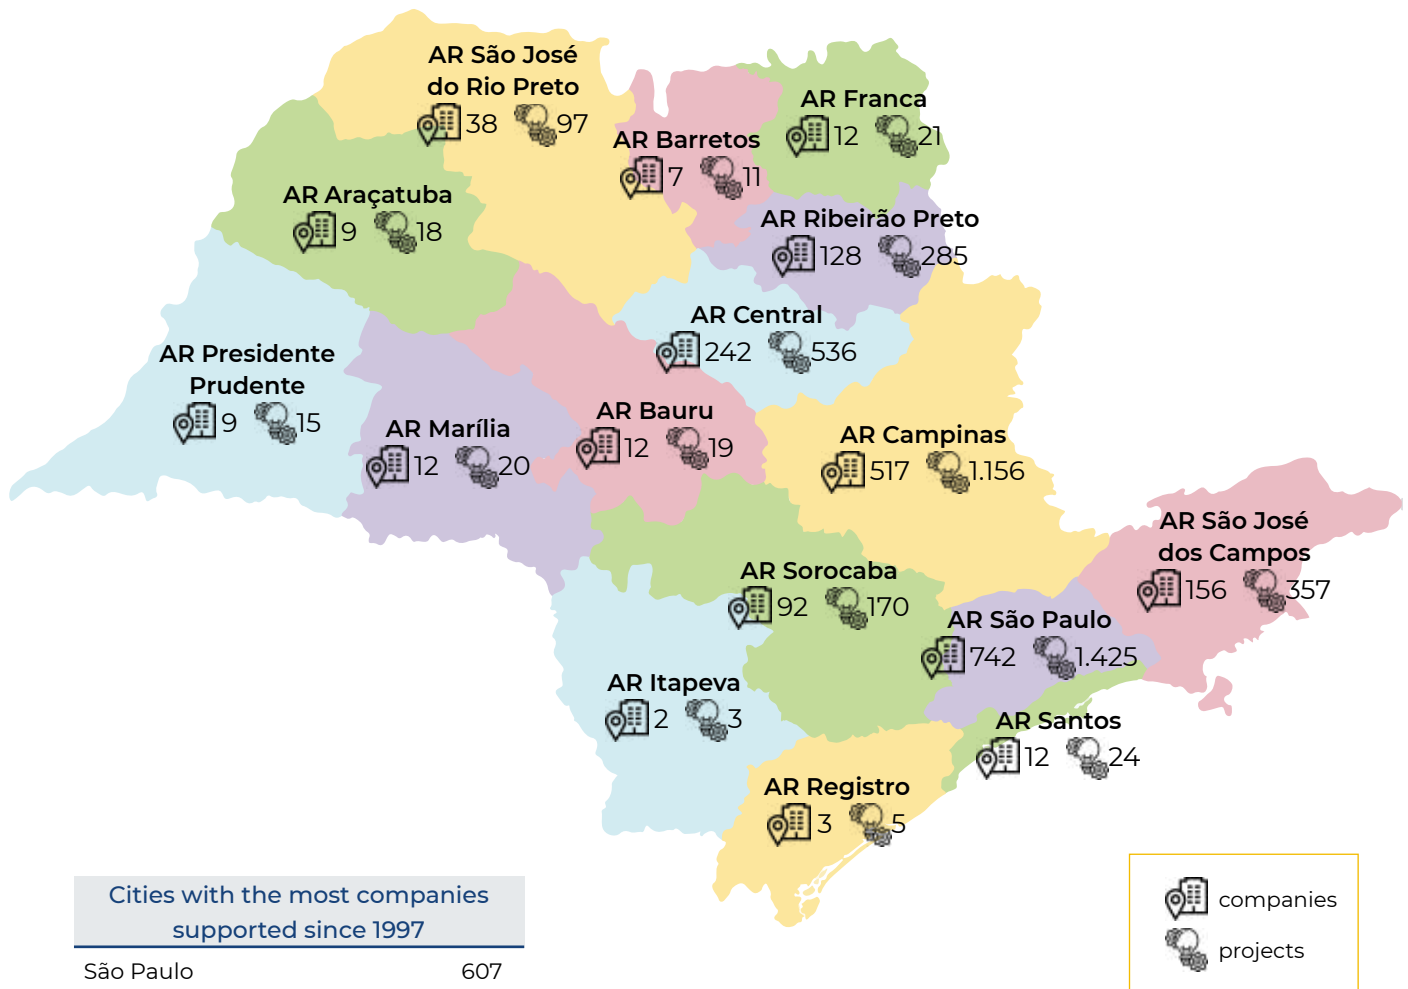 AR São José
do Rio Preto
38 97
AR Franca
12 21
AR Barretos
7 11
AR Araçatuba
9 18
AR Ribeirão Preto
128 285
AR Central
242 536
AR Presidente
Prudente
9 15
AR Marília
12 20
AR Bauru
12 19
AR Campinas
517 1.156
AR São José
dos Campos
156 357
AR Sorocaba
92 170
AR São Paulo
742 1.425
AR Itapeva
2 3
AR Santos
12 24
AR Registro
3 5
Cities with the most companies
supported since 1997
São Paulo 607
companies
projects